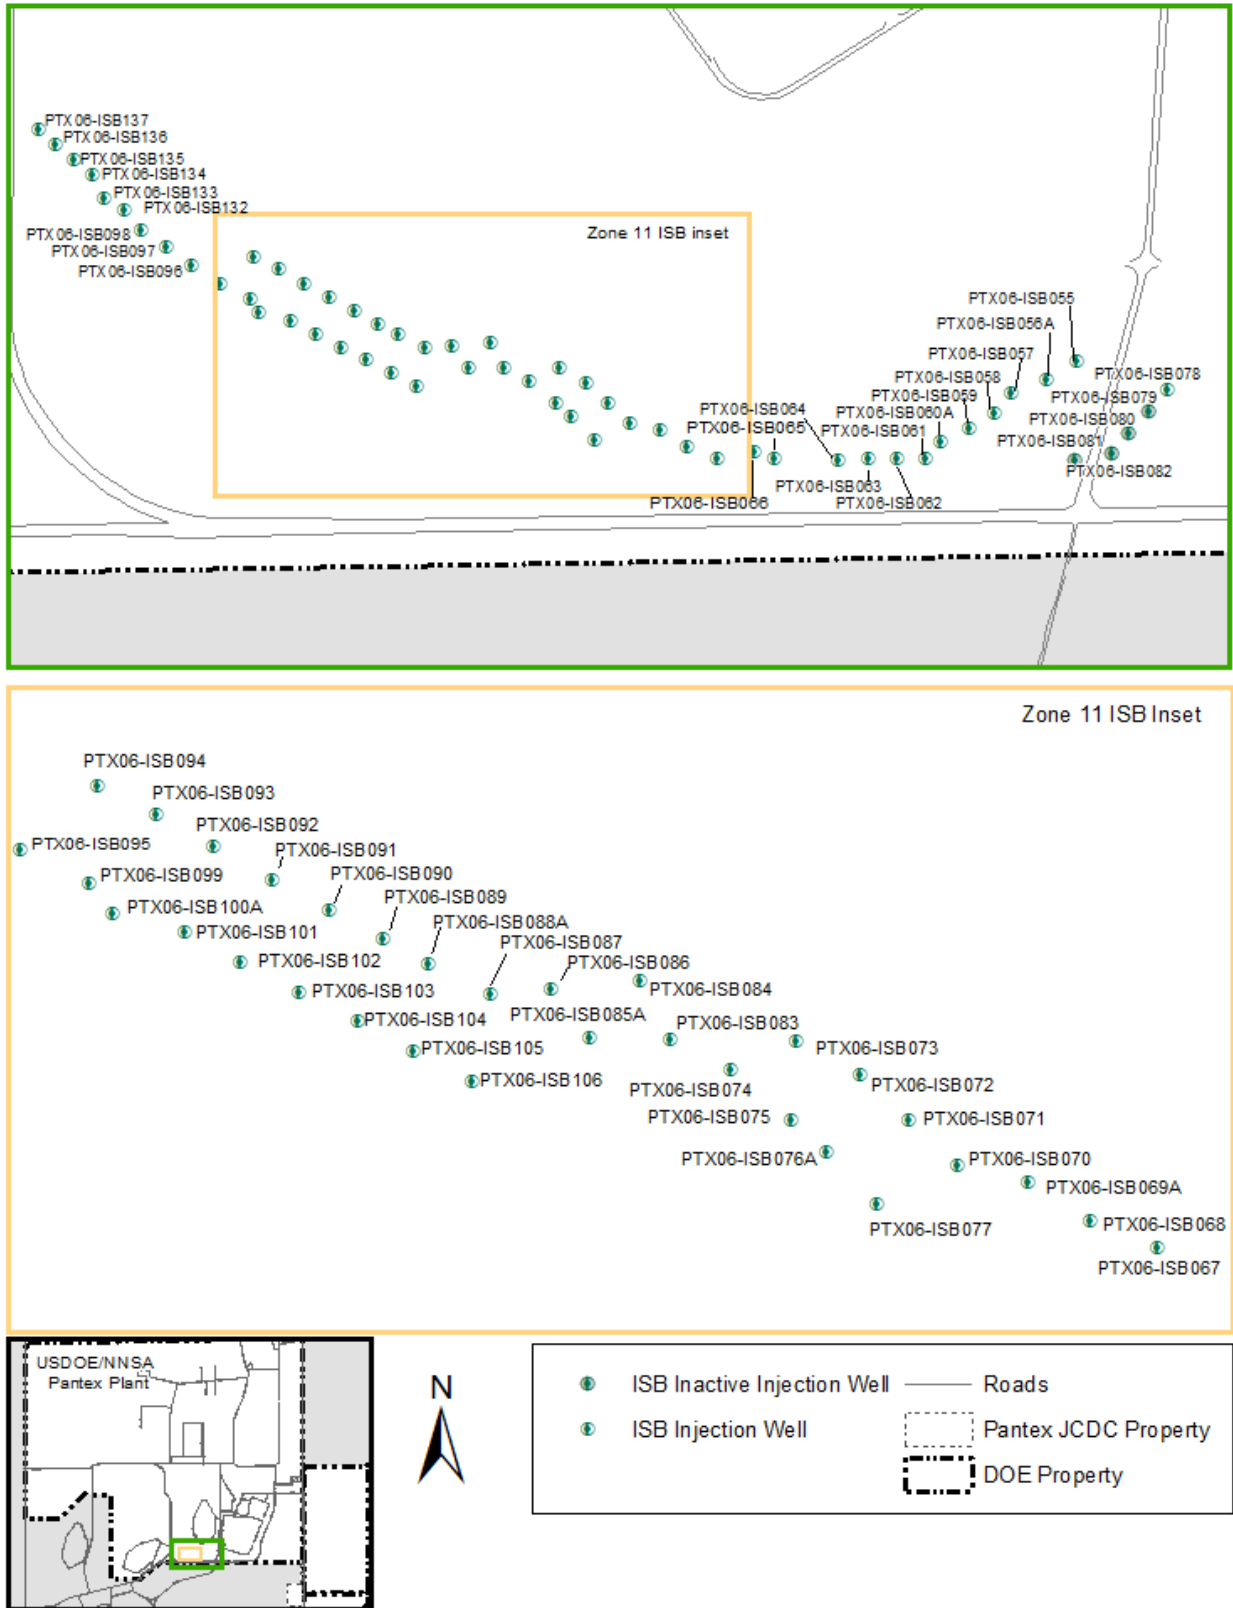 PTX06-ISB137
PTX06-ISB136
PTX06-ISB135
PTX06-ISB134
PTX06-ISB133
PTX06-ISB132
PTX06-ISB098
PTX06-ISB097
PTX06-ISB096
Zone 11 ISB inset
PTX06-ISB055
PTX06-ISB056A
PTX06-ISB057
PTX06-ISB058
PTX06-ISB078
PTX06-ISB059
PTX06-ISB079
PTX06-ISB064
PTX06-ISB060A
PTX06-ISB080
PTX06-ISB065
PTX06-ISB061
PTX06-ISB081
PTX06-ISB082
PTX06-ISB063
PTX06-ISB066
PTX06-ISB062
Zone 11 ISB Inset
PTX06-ISB094
PTX06-ISB093
PTX06-ISB092
PTX06-ISB095
PTX06-ISB091
PTX06-ISB090
PTX06-ISB099
PTX06-ISB089
PTX06-ISB100A
PTX06-ISB088A
PTX06-ISB101
PTX06-ISB087
PTX06-ISB102
PTX06-ISB086
PTX06-ISB084
PTX06-ISB103
PTX06-ISB085A
PTX06-ISB104
PTX06-ISB083
PTX06-ISB105
PTX06-ISB073
PTX06-ISB106
PTX06-ISB072
PTX06-ISB074
PTX06-ISB075
PTX06-ISB071
PTX06-ISB076A
PTX06-ISB070
PTX06-ISB069A
PTX06-ISB077
PTX06-ISB068
PTX06-ISB067
USDOE/NNSA
Pantex Plant
N
ISB Inactive Injection Well
Roads
ISB Injection Well
Pantex JCDC Property
DOE Property